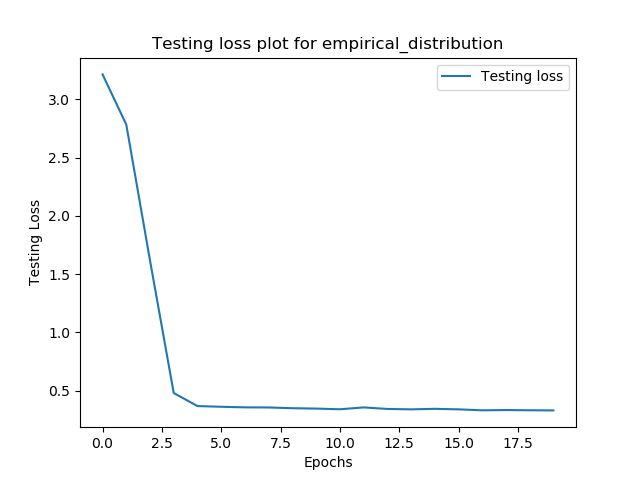 Testing loss plot for empirical_distribution
Testing loss
3.0
2.5
2.0
1.5
1.0
0.5
Testing Loss
0.0 2.5 5.0 7.5 10.0 12.5 15.0 17.5
Epochs